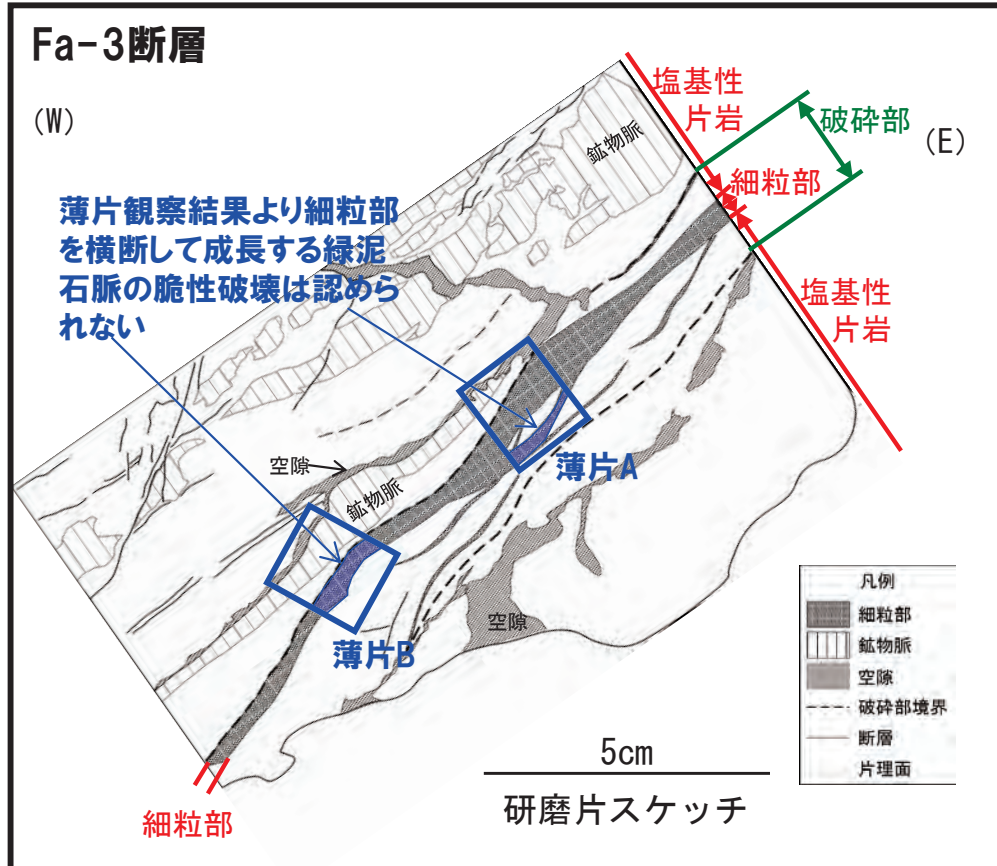 Fa-3断層
(W)
塩基性
片岩
破砕部
(E)
鉱物脈
細粒部
薄片観察結果より細粒部
を横断して成長する緑泥
石脈の脆性破壊は認めら
れない
塩基性
片岩
空隙
薄片A
鉱物脈
空隙
薄片B
凡例
細粒部
鉱物脈
空隙
破砕部境界
断層
片理面
5cm
研磨片スケッチ
細粒部